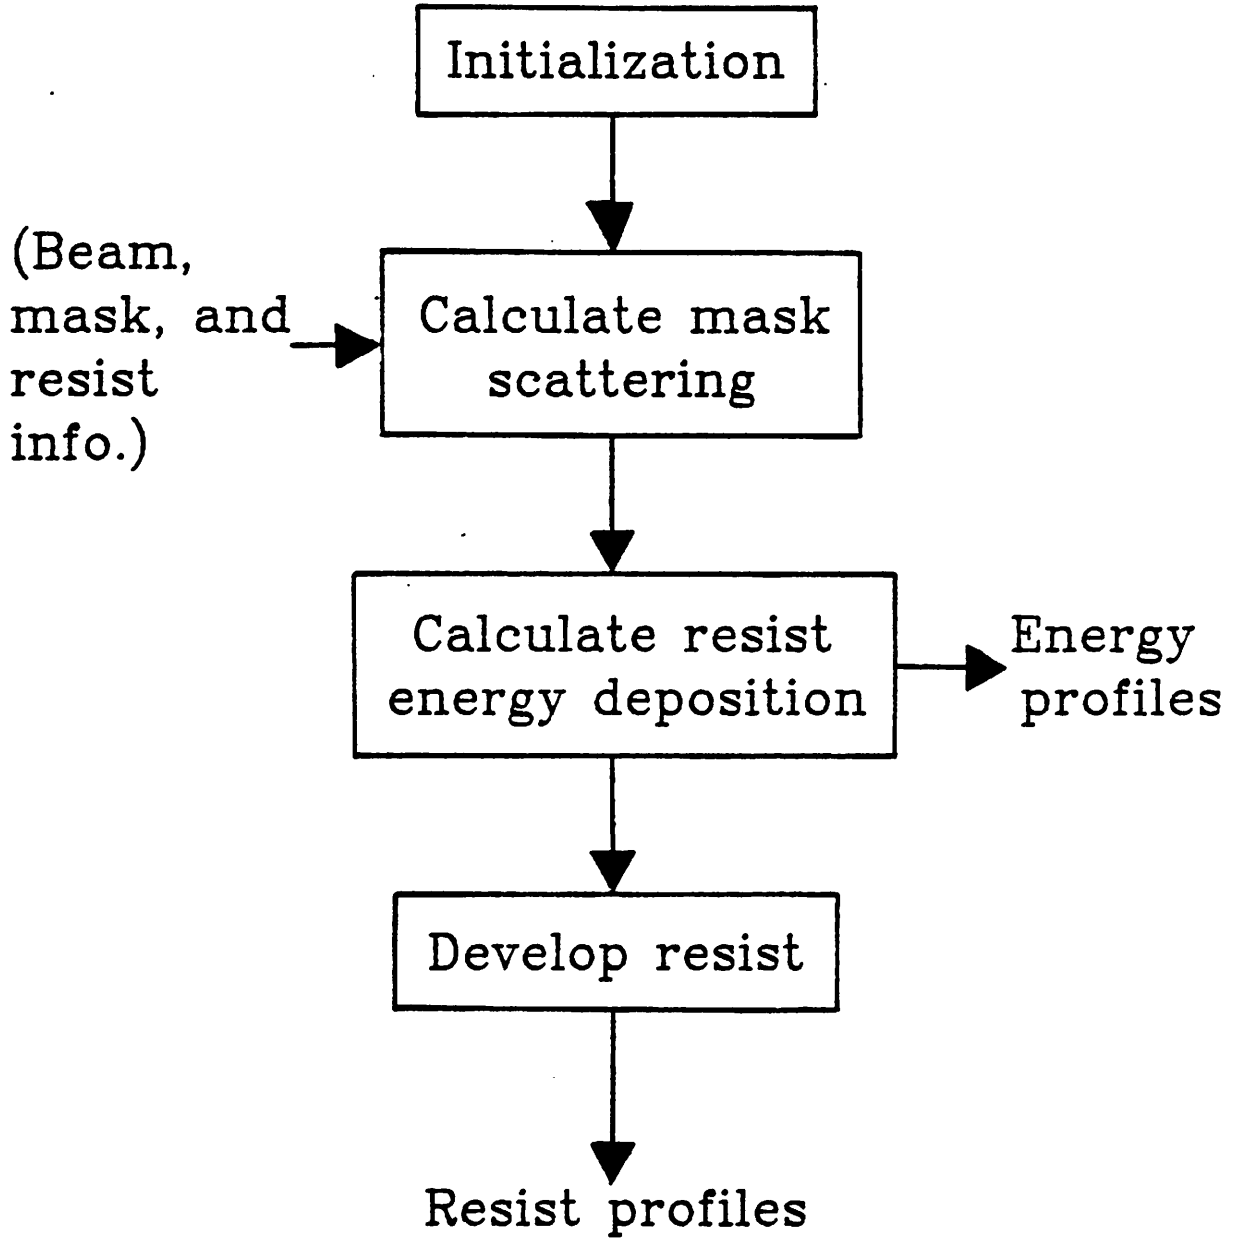 Initialization
(Beam,
mask, and
resist
info.)
Calculate mask
scattering
Calculate resist
energy deposition
Energy
profiles
Develop resist
Resist profiles